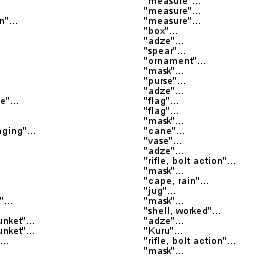 "measure"...
"measure"...
n"... "measure"...
"box"...
"adze"...
"spear"...
"ornament"...
"mask"...
"purse"...
"adze"...
e"... "flag"...
"flag"...
"mask"...
aging"... "cane"...
"vase"...
"adze"...
"rifle, bolt action"...
"mask"...
"cape, rain"...
"jug"...
"... "mask"...
"shell, worked"...
unket"... "adze"...
unket"... "Kuru"...
... "rifle, bolt action"...
"mask"...